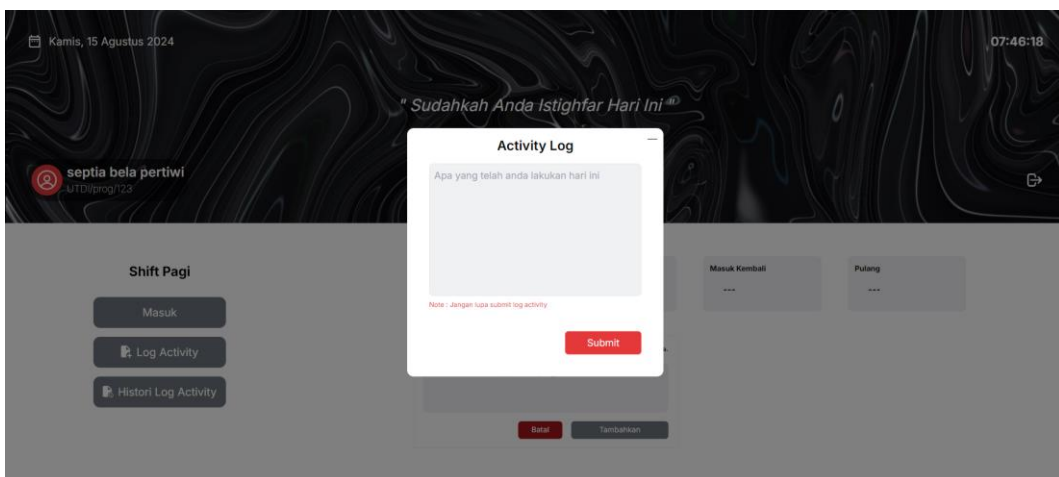 Kamis, 15 Agustus 2024
07:46:18
" Sudahkah Anda Istighfar Hari Ini "
Activity Log
septia bela pertiwi
UTDI/prog/123
Apa yang telah anda lakukan hari ini
Shift Pagi
Masuk Kembali
Pulang
---
---
Note : Jangan lupa submit log activity
Masuk
Submit
Log Activity
Histori Log Activity
Batal
Tambahkan